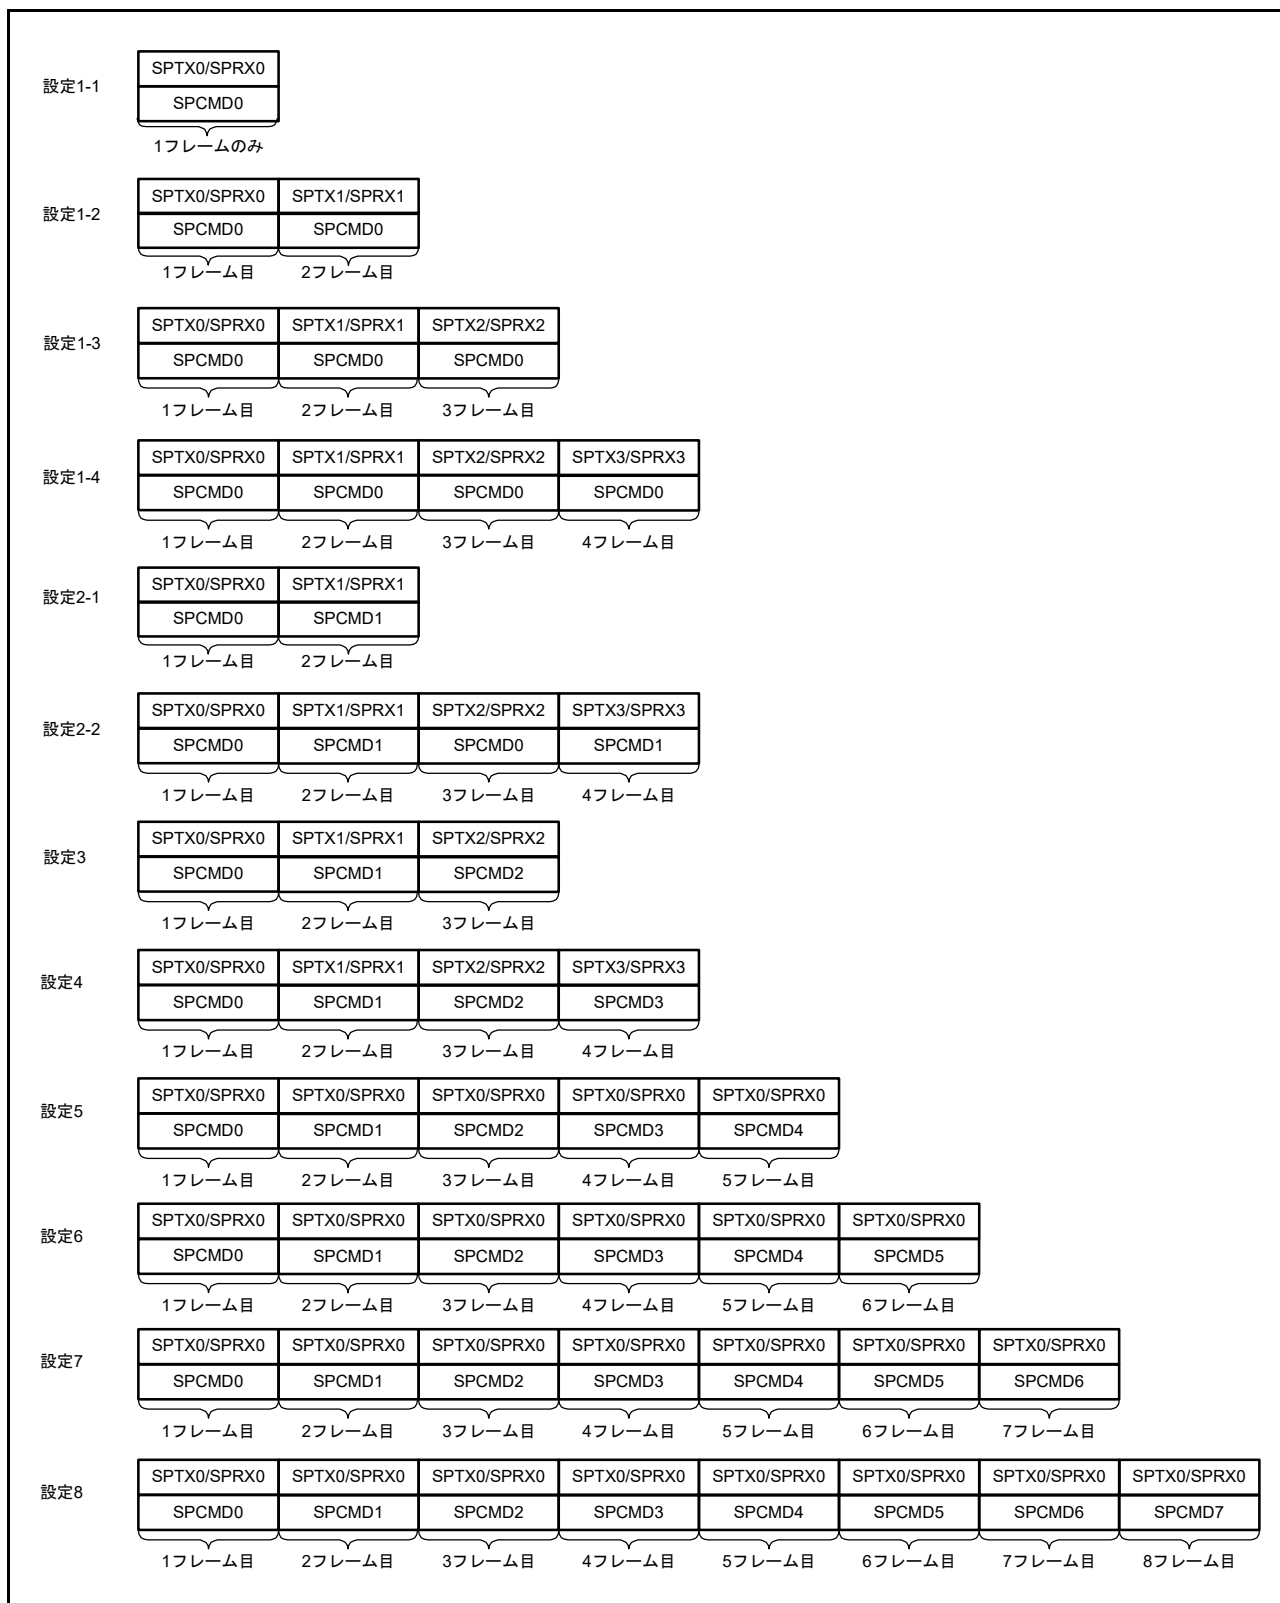 設定1-1
SPTX0/SPRX0
SPCMD0
1フレームのみ
設定1-2
SPTX0/SPRX0 SPTX1/SPRX1
SPCMD0 SPCMD0
1フレーム目 2フレーム目
設定1-3
SPTX0/SPRX0 SPTX1/SPRX1 SPTX2/SPRX2
SPCMD0 SPCMD0 SPCMD0
1フレーム目 2フレーム目 3フレーム目
設定1-4
SPTX0/SPRX0 SPTX1/SPRX1 SPTX2/SPRX2 SPTX3/SPRX3
SPCMD0 SPCMD0 SPCMD0 SPCMD0
1フレーム目 2フレーム目 3フレーム目 4フレーム目
設定2-1
SPTX0/SPRX0 SPTX1/SPRX1
SPCMD0 SPCMD1
1フレーム目 2フレーム目
設定2-2
SPTX0/SPRX0 SPTX1/SPRX1 SPTX2/SPRX2 SPTX3/SPRX3
SPCMD0 SPCMD1 SPCMD0 SPCMD1
1フレーム目 2フレーム目 3フレーム目 4フレーム目
設定3
SPTX0/SPRX0 SPTX1/SPRX1 SPTX2/SPRX2
SPCMD0 SPCMD1 SPCMD2
1フレーム目 2フレーム目 3フレーム目
設定4
SPTX0/SPRX0 SPTX1/SPRX1 SPTX2/SPRX2 SPTX3/SPRX3
SPCMD0 SPCMD1 SPCMD2 SPCMD3
1フレーム目 2フレーム目 3フレーム目 4フレーム目
設定5
SPTX0/SPRX0 SPTX0/SPRX0 SPTX0/SPRX0 SPTX0/SPRX0 SPTX0/SPRX0
SPCMD0 SPCMD1 SPCMD2 SPCMD3 SPCMD4
1フレーム目 2フレーム目 3フレーム目 4フレーム目 5フレーム目
設定6
SPTX0/SPRX0 SPTX0/SPRX0 SPTX0/SPRX0 SPTX0/SPRX0 SPTX0/SPRX0 SPTX0/SPRX0
SPCMD0 SPCMD1 SPCMD2 SPCMD3 SPCMD4 SPCMD5
1フレーム目 2フレーム目 3フレーム目 4フレーム目 5フレーム目 6フレーム目
設定7
SPTX0/SPRX0 SPTX0/SPRX0 SPTX0/SPRX0 SPTX0/SPRX0 SPTX0/SPRX0 SPTX0/SPRX0 SPTX0/SPRX0
SPCMD0 SPCMD1 SPCMD2 SPCMD3 SPCMD4 SPCMD5 SPCMD6
1フレーム目 2フレーム目 3フレーム目 4フレーム目 5フレーム目 6フレーム目 7フレーム目
設定8
SPTX0/SPRX0 SPTX0/SPRX0 SPTX0/SPRX0 SPTX0/SPRX0 SPTX0/SPRX0 SPTX0/SPRX0 SPTX0/SPRX0 SPTX0/SPRX0
SPCMD0 SPCMD1 SPCMD2 SPCMD3 SPCMD4 SPCMD5 SPCMD6 SPCMD7
1フレーム目 2フレーム目 3フレーム目 4フレーム目 5フレーム目 6フレーム目 7フレーム目 8フレーム目